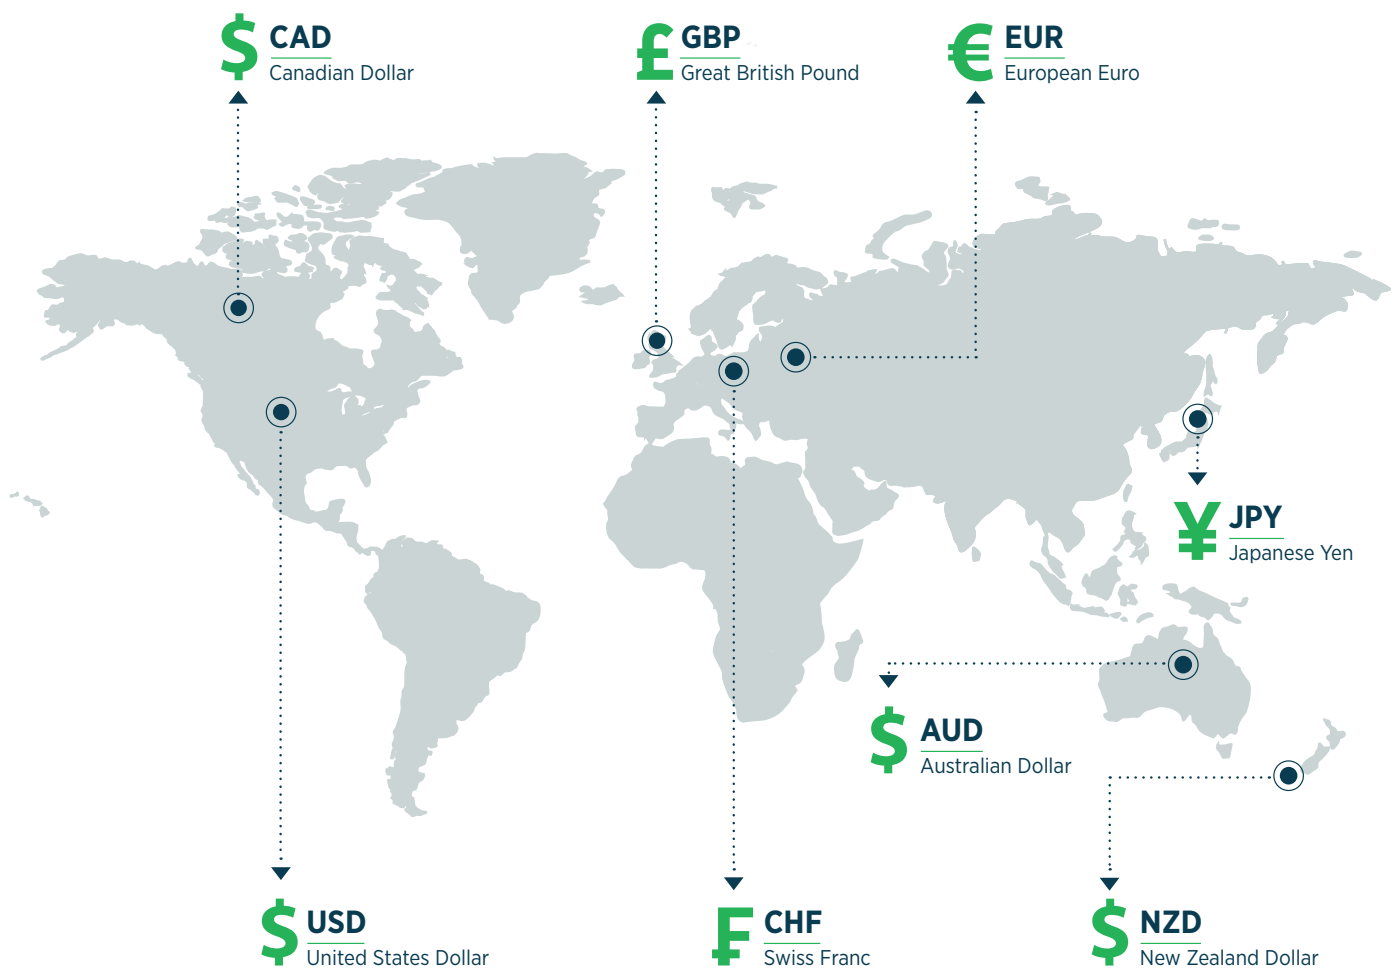 $ CAD
Canadian Dollar
£ GBP
Great British Pound
€ EUR
European Euro
¥ JPY
Japanese Yen
$ AUD
Australian Dollar
$ USD
United States Dollar
₣ CHF
Swiss Franc
$ NZD
New Zealand Dollar